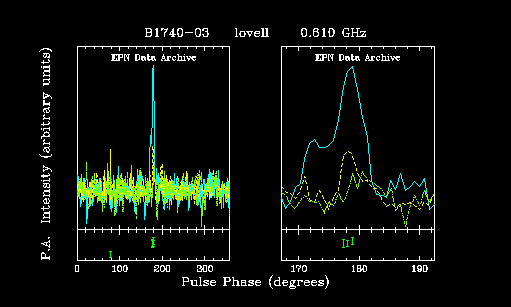 B1740-03 lovell 0.610 GHz
EPN Data Archive EPN Data Archive
Intensity (arbitrary units)
P.A.
0 100 200 300 170 180 190
Pulse Phase (degrees)